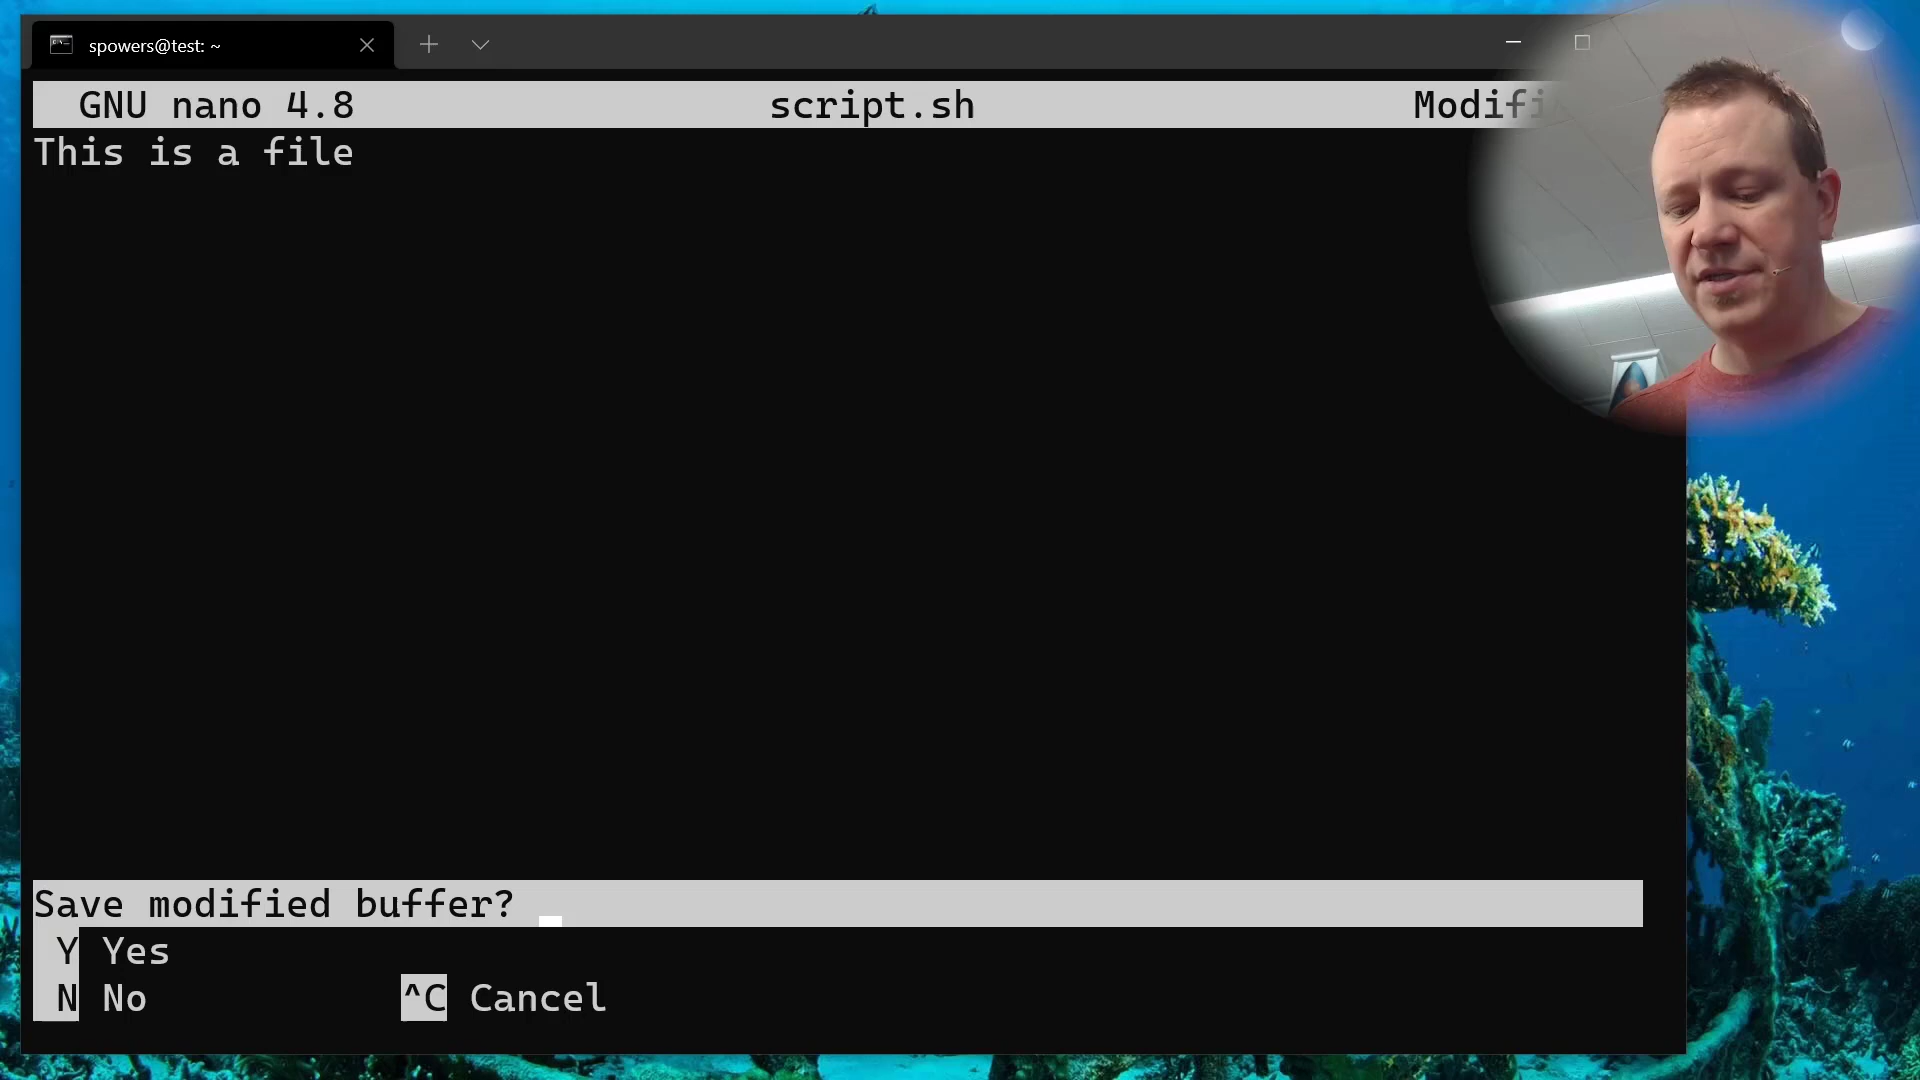 spowers@test: ~
GNU nano 4.8 script.sh
This is a file
Save modified buffer?
Y Yes
N No ^C Cancel